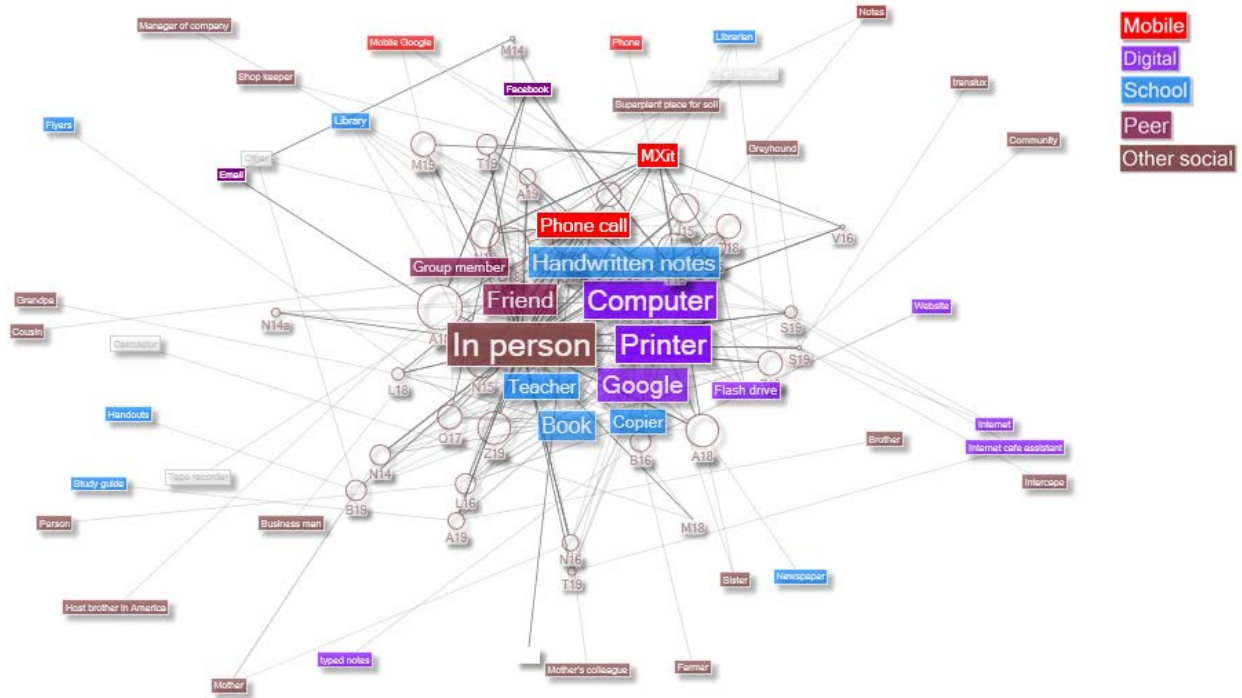 Manager of company
Mobile Google
M14
Phone
Librarian
Notes
Mobile
Digital
School
Peer
Other social
Shop keeper
Facebook
Superplant place for soil
translux
Flyers
Library
Greyhound
Community
Other
M19
T19
MXit
Email
A19
Phone call
J15
J18
V16
Group member
Handwritten notes
Grandpa
Friend
Computer
Website
Cousin
N14a
In person
Printer
S19
Calculator
S19
L18
N15
Teacher
Google
Flash drive
Handouts
O17
Book
Copier
Internet
Z19
B16
A18
Brother
Internet cafe assistant
Tape recorder
N14
Study guide
B19
L16
Intercape
Person
Business man
A19
M18
N16
T19
Sister
Newspaper
Host brother in America
typed notes
Mother
Mother's colleague
Farmer